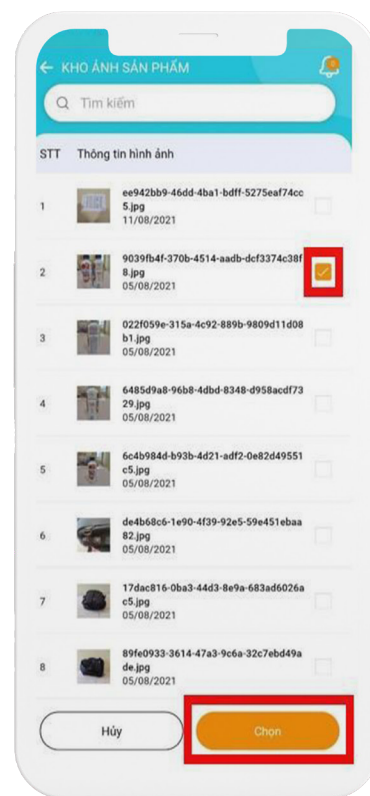 ← KHO ẢNH SẢN PHẨM
Tìm kiếm
STT Thông tin hình ảnh
1
ee942bb9-46dd-4ba1-bdff-5275eaf74cc
5.jpg
11/08/2021
2
9039fb4f-370b-4514-aadb-dcf3374c38f
8.jpg
05/08/2021
3
022f059e-315a-4c92-889b-9809d11d08
b1.jpg
05/08/2021
4
6485d9a8-96b8-4dbd-8348-d958acdf73
29.jpg
05/08/2021
5
6c4b984d-b93b-4d21-adf2-0e82d49551
c5.jpg
05/08/2021
6
de4b68c6-1e90-4f39-92e5-59e451ebaa
82.jpg
05/08/2021
7
17dac816-0ba3-44d3-8e9a-683ad6026a
c5.jpg
05/08/2021
8
89fe0933-3614-47a3-9c6a-32c7ebd49a
de.jpg
05/08/2021
Hủy Chọn